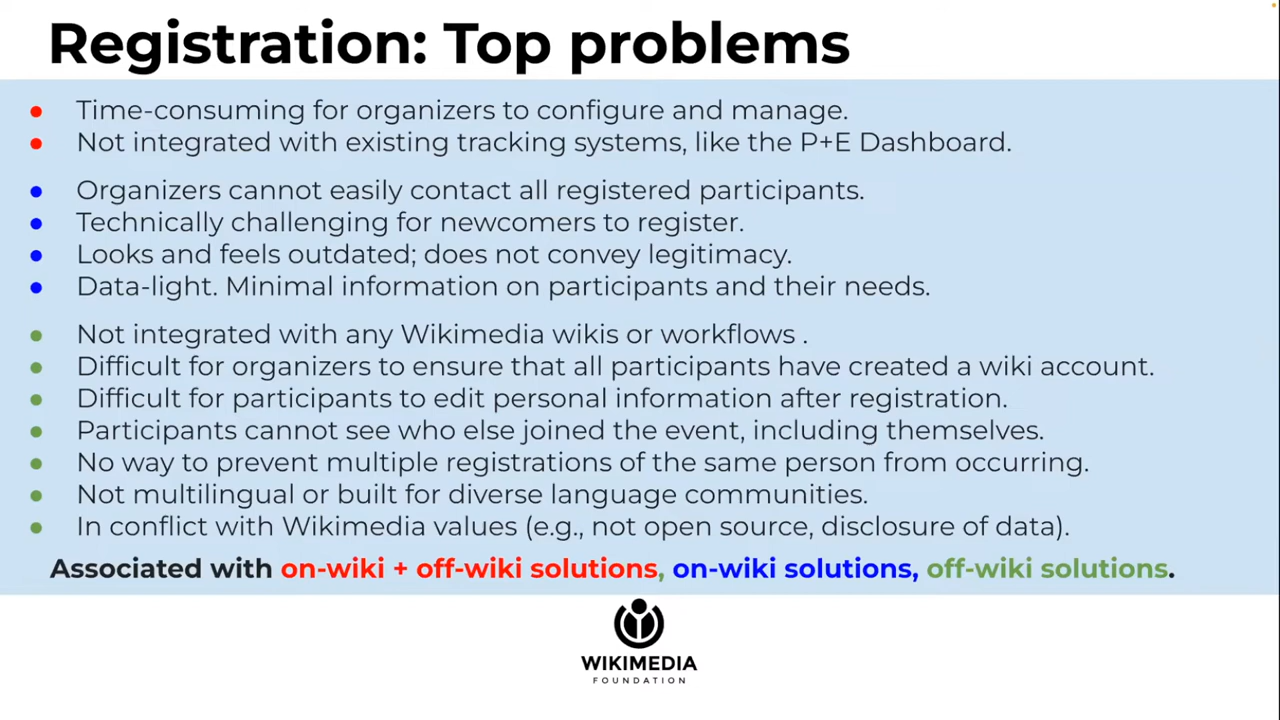 Registration: Top problems
● Time-consuming for organizers to configure and manage.
● Not integrated with existing tracking systems, like the P+E Dashboard.
● Organizers cannot easily contact all registered participants.
● Technically challenging for newcomers to register.
● Looks and feels outdated; does not convey legitimacy.
● Data-light. Minimal information on participants and their needs.
● Not integrated with any Wikimedia wikis or workflows .
● Difficult for organizers to ensure that all participants have created a wiki account.
● Difficult for participants to edit personal information after registration.
● Participants cannot see who else joined the event, including themselves.
● No way to prevent multiple registrations of the same person from occurring.
● Not multilingual or built for diverse language communities.
● In conflict with Wikimedia values (e.g., not open source, disclosure of data).
Associated with on-wiki + off-wiki solutions, on-wiki solutions, off-wiki solutions.
WIKIMEDIA
FOUNDATION